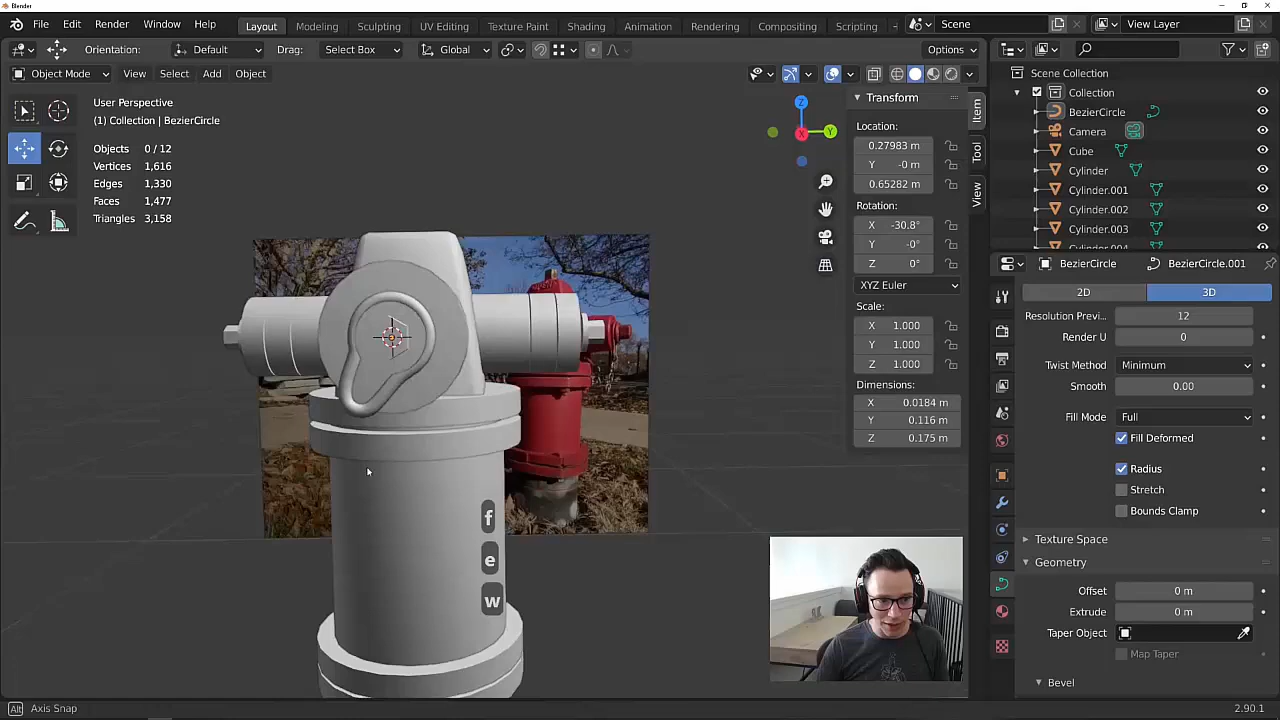 Blender
File Edit Render Window Help
Layout Modeling Sculpting UV Editing Texture Paint Shading Animation Rendering Compositing Scripting
Scene
View Layer
Orientation: Default Drag: Select Box Global
Options
Object Mode View Select Add Object
User Perspective
(1) Collection | BezierCircle
Objects 0/12
Vertices 1,616
Edges 1,330
Faces 1,477
Triangles 3,158
Z
Y
X
Transform
Location:
0.27983 m
Y -0 m
0.65282 m
Rotation:
X -30.8°
Y -0°
Z 0°
XYZ Euler
Scale:
X 1.000
Y 1.000
Z 1.000
Dimensions:
X 0.0184 m
Y 0.116 m
Z 0.175 m
Item
Tool
View
Scene Collection
Collection
BezierCircle
Camera
Cube
Cylinder
Cylinder.001
Cylinder.002
Cylinder.003
Cylinder.004
BezierCircle BezierCircle.001
2D 3D
Resolution Previ... 12
Render U 0
Twist Method Minimum
Smooth 0.00
Fill Mode Full
Fill Deformed
Radius
Stretch
Bounds Clamp
Texture Space
Geometry
Offset 0 m
Extrude 0 m
Taper Object
Map Taper
Bevel
f
e
w
Alt Axis Snap
2.90.1